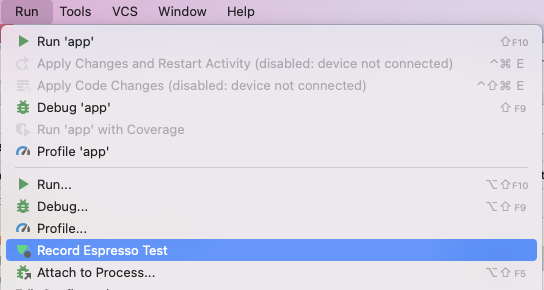 Run Tools VCS Window Help
Run 'app' ⇧F10
Apply Changes and Restart Activity (disabled: device not connected) ^⌘ E
Apply Code Changes (disabled: device not connected) ^⇧⌘ E
Debug 'app' ⇧F9
Run 'app' with Coverage
Profile 'app'
Run... ⌥⇧F10
Debug... ⌥⇧F9
Profile...
Record Espresso Test
Attach to Process... ⌥⇧F5